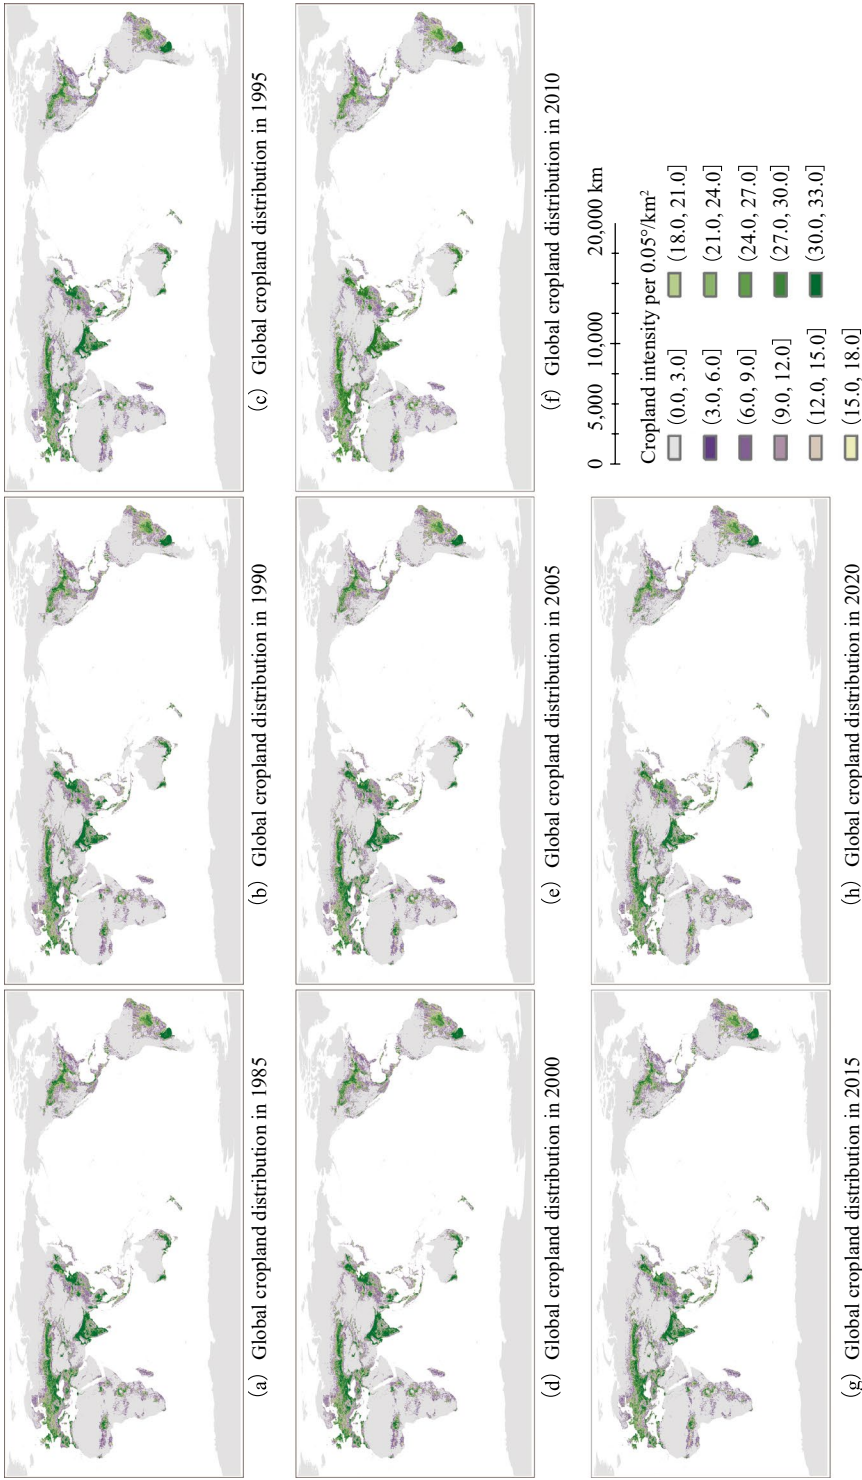 (a) Global cropland distribution in 1985
(b) Global cropland distribution in 1990
(c) Global cropland distribution in 1995
(d) Global cropland distribution in 2000
(e) Global cropland distribution in 2005
(f) Global cropland distribution in 2010
(g) Global cropland distribution in 2015
(h) Global cropland distribution in 2020
0 5,000 10,000 20,000 km
Cropland intensity per 0.05°/km²
(0.0, 3.0]
(3.0, 6.0]
(6.0, 9.0]
(9.0, 12.0]
(12.0, 15.0]
(15.0, 18.0]
(18.0, 21.0]
(21.0, 24.0]
(24.0, 27.0]
(27.0, 30.0]
(30.0, 33.0]